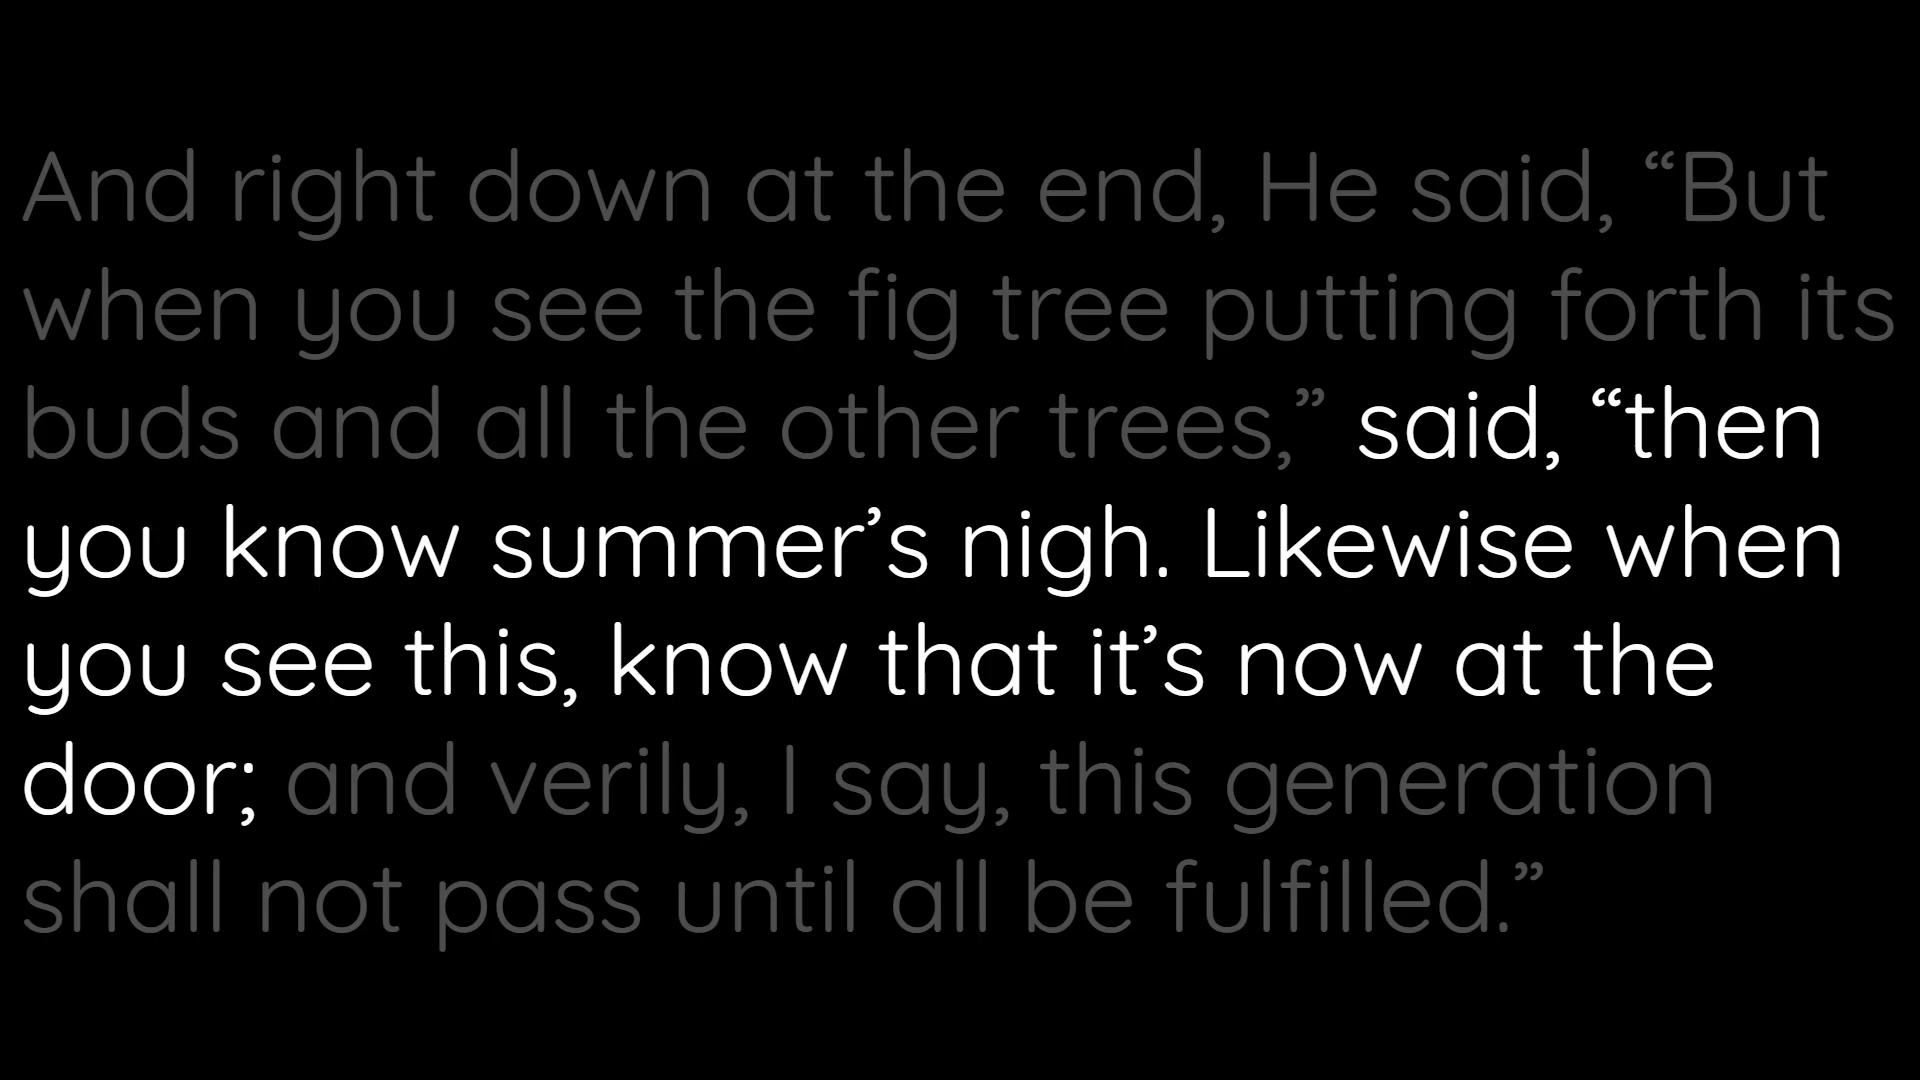 And right down at the end, He said, “But
when you see the fig tree putting forth its
buds and all the other trees,” said, “then
you know summer’s nigh. Likewise when
you see this, know that it’s now at the
door; and verily, I say, this generation
shall not pass until all be fulfilled.”